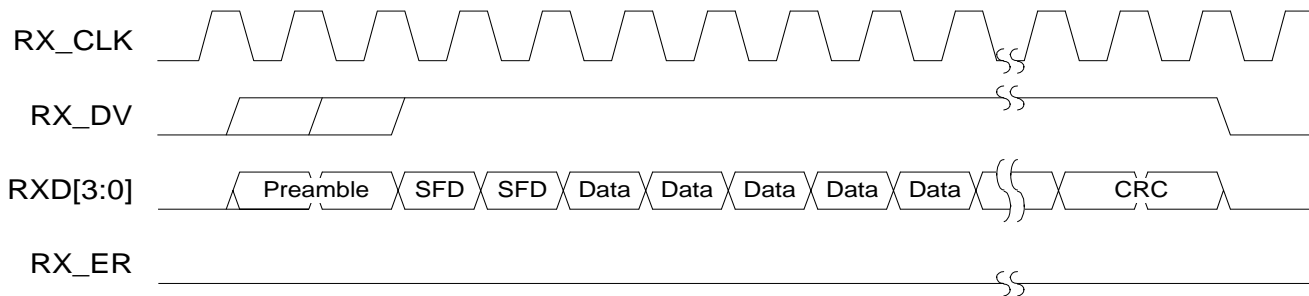 RX_CLK
RX_DV
RXD[3:0] Preamble SFD SFD Data Data Data Data Data CRC
RX_ER